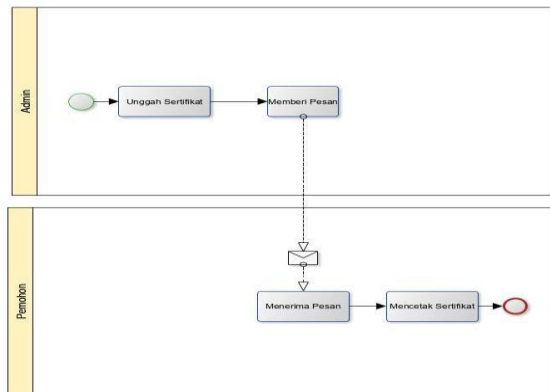 Admin
Unggah Sertifikat
Memberi Pesan
Pemohon
Menerima Pesan
Mencetak Sertifikat